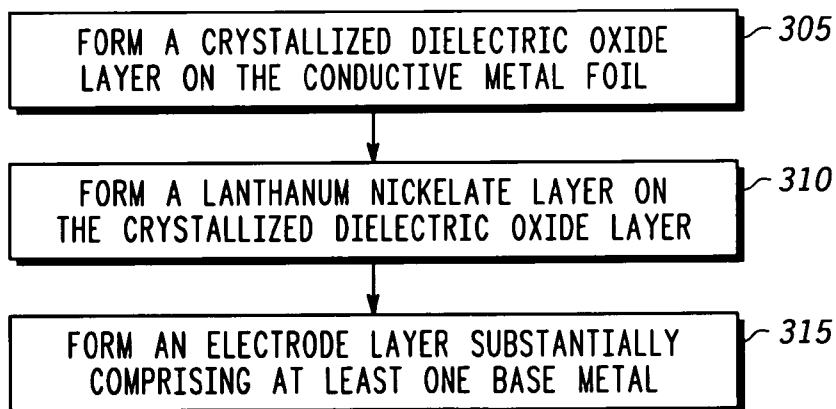 FORM A CRYSTALLIZED DIELECTRIC OXIDE
LAYER ON THE CONDUCTIVE METAL FOIL
305
FORM A LANTHANUM NICKELATE LAYER ON
THE CRYSTALLIZED DIELECTRIC OXIDE LAYER
310
FORM AN ELECTRODE LAYER SUBSTANTIALLY
COMPRISING AT LEAST ONE BASE METAL
315